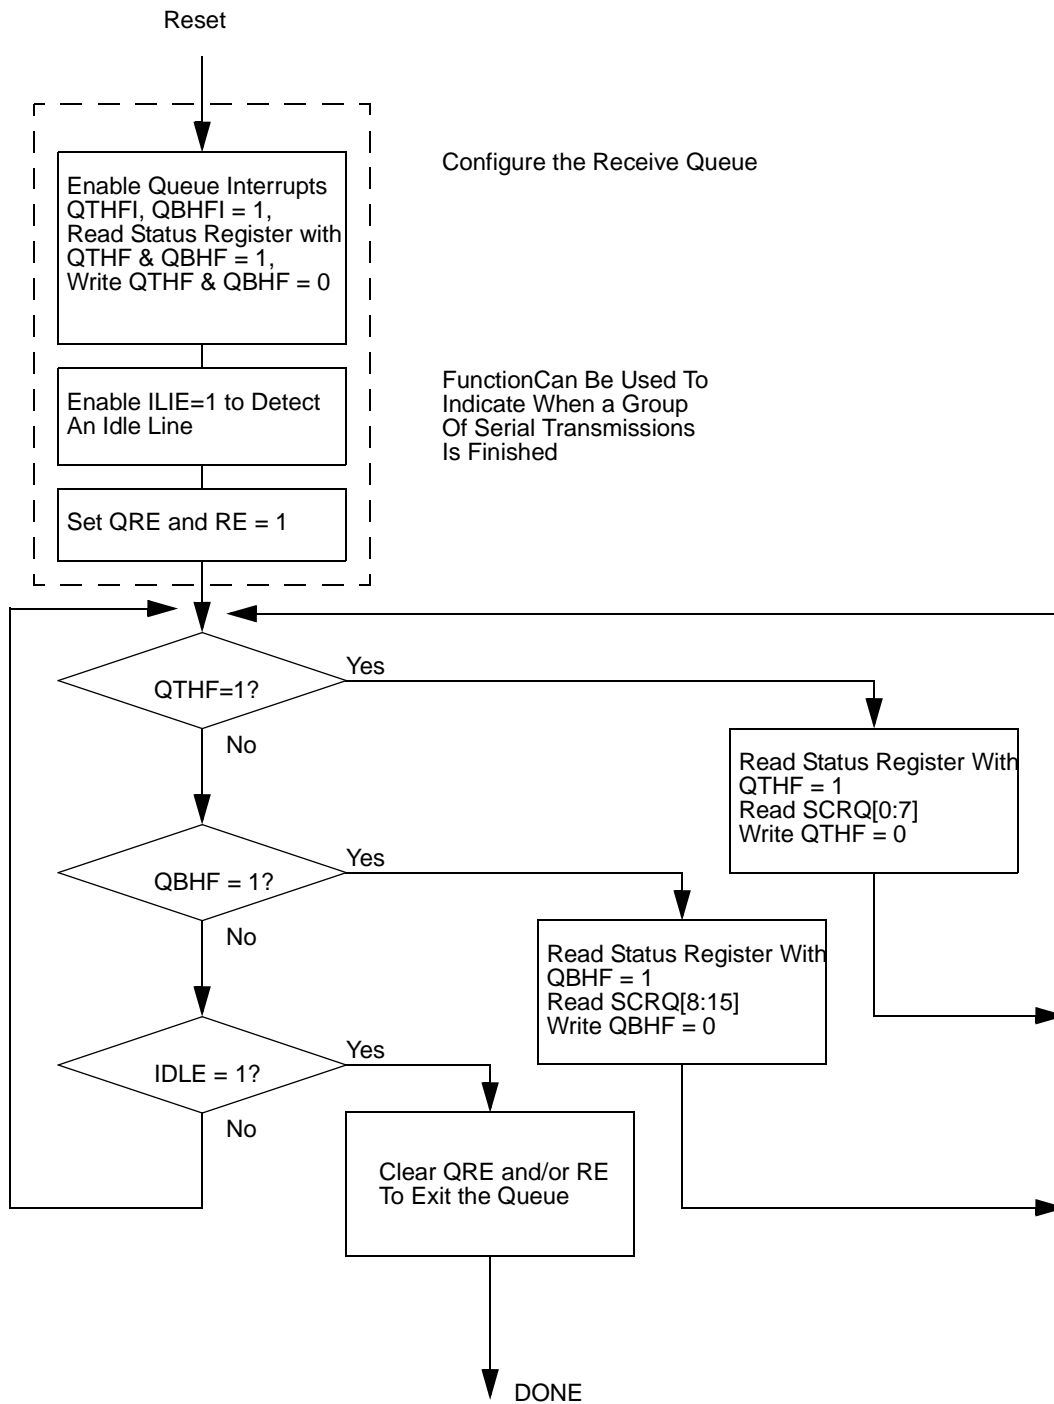 Reset
Configure the Receive Queue
Enable Queue Interrupts
QTHFI, QBHFI = 1,
Read Status Register with
QTHF & QBHF = 1,
Write QTHF & QBHF = 0
FunctionCan Be Used To
Indicate When a Group
Of Serial Transmissions
Is Finished
Enable ILIE=1 to Detect
An Idle Line
Set QRE and RE = 1
QTHF=1?
Yes
No
Read Status Register With
QTHF = 1
Read SCRQ[0:7]
Write QTHF = 0
QBHF = 1?
Yes
No
Read Status Register With
QBHF = 1
Read SCRQ[8:15]
Write QBHF = 0
IDLE = 1?
Yes
No
Clear QRE and/or RE
To Exit the Queue
DONE